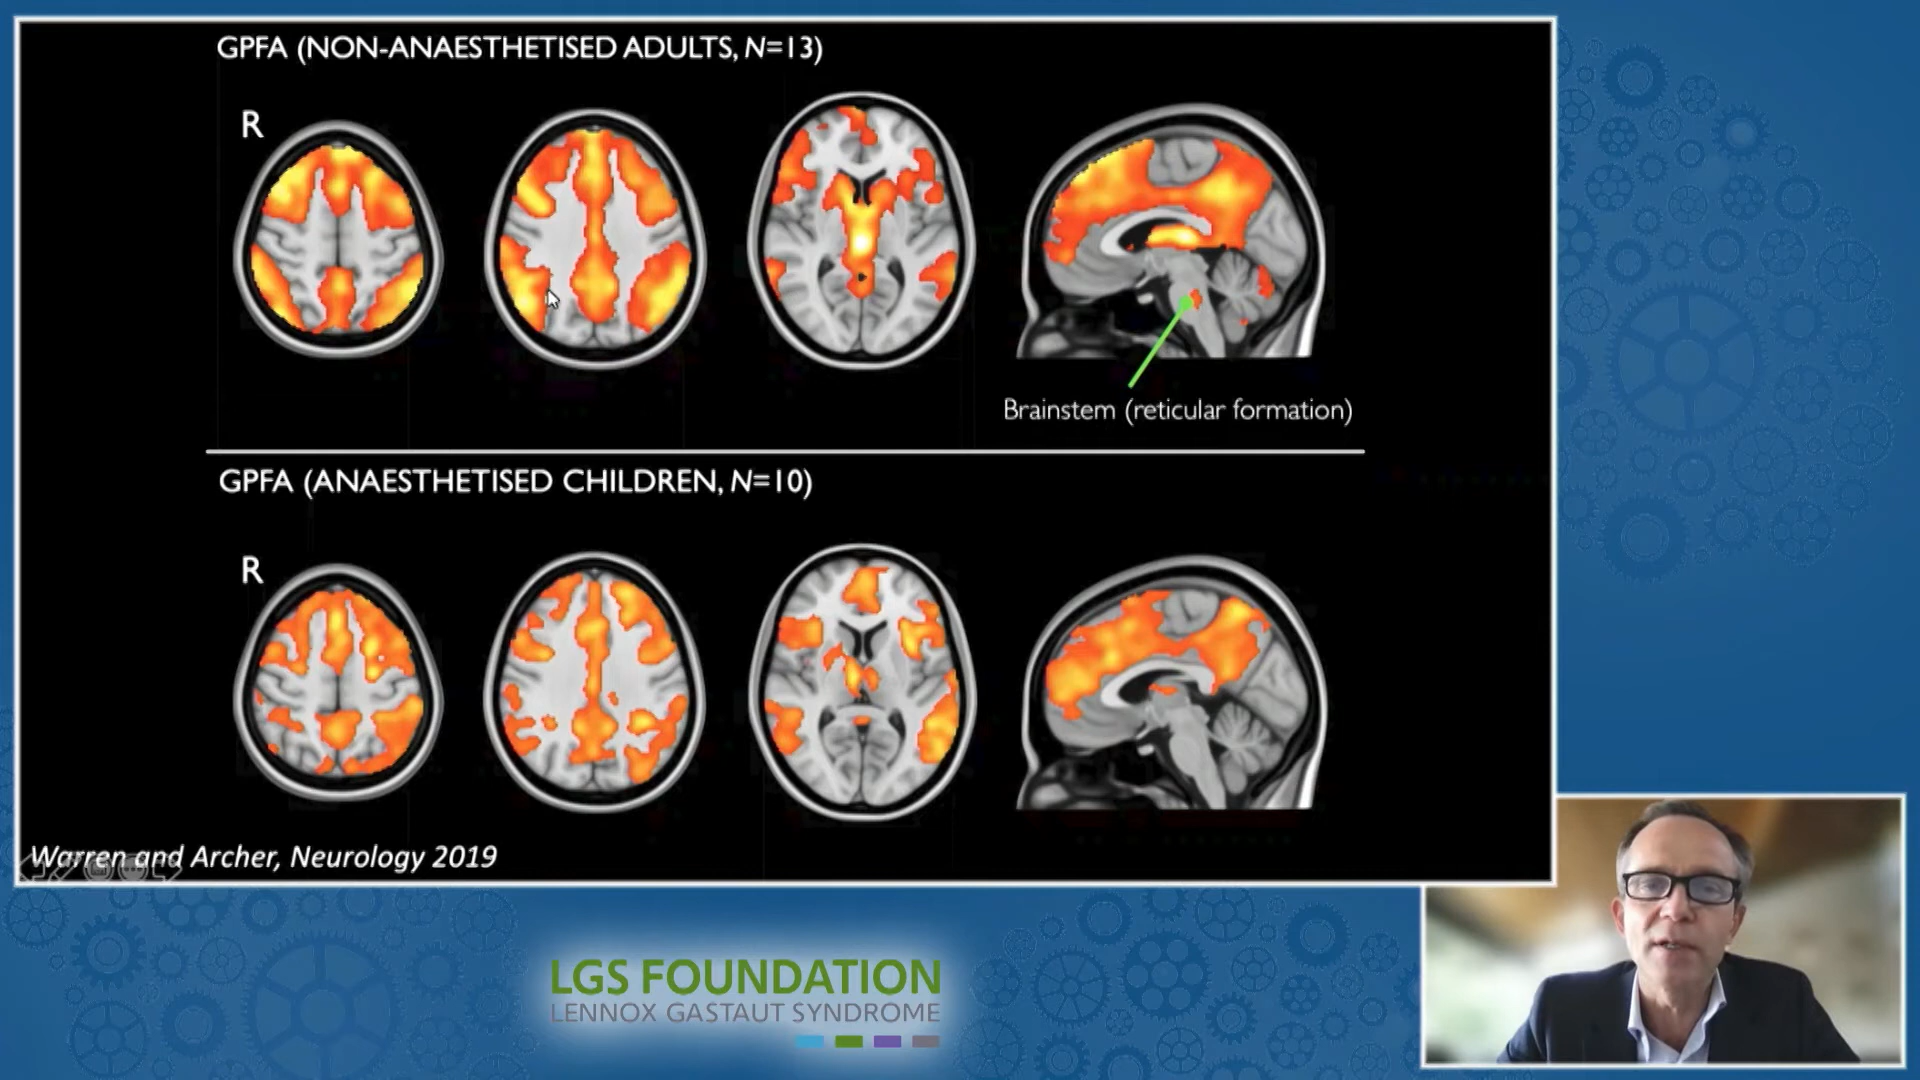 GPFA (NON-ANAESTHETISED ADULTS, N=13)
R
Brainstem (reticular formation)
GPFA (ANAESTHETISED CHILDREN, N=10)
R
Warren and Archer, Neurology 2019
LGS FOUNDATION
LENNOX GASTAUT SYNDROME